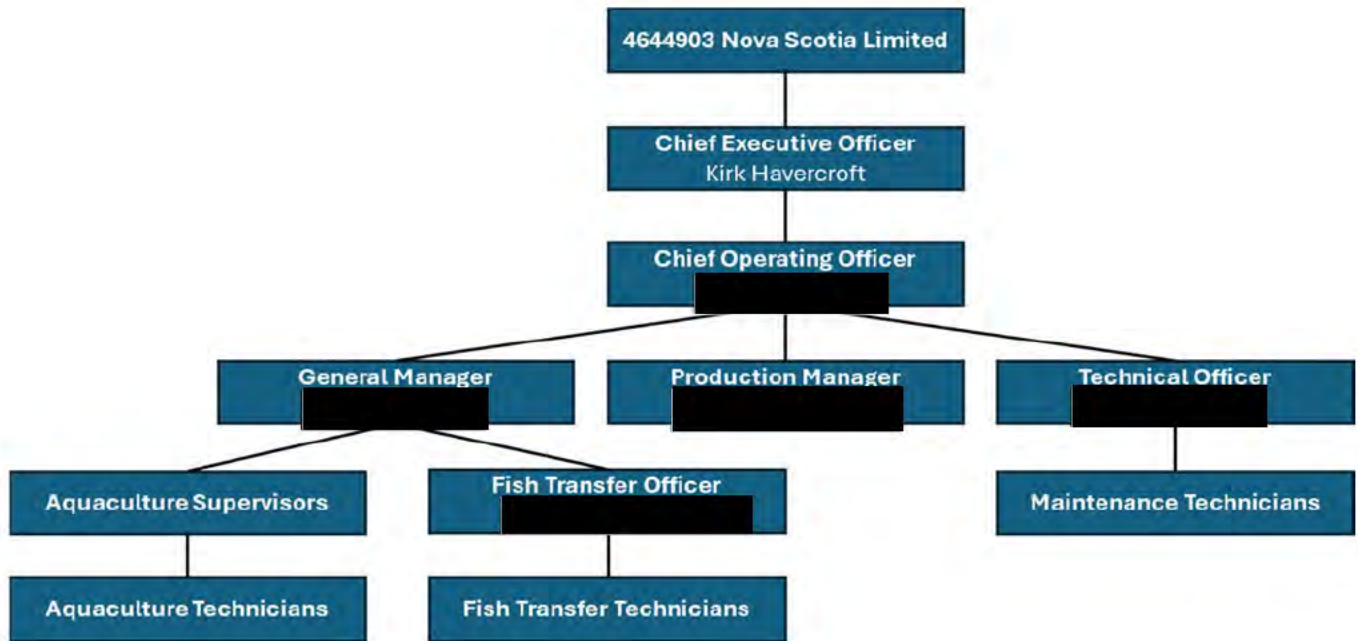 4644903 Nova Scotia Limited
Chief Executive Officer
Kirk Havercroft
Chief Operating Officer
General Manager
Production Manager
Technical Officer
Aquaculture Supervisors
Fish Transfer Officer
Maintenance Technicians
Aquaculture Technicians
Fish Transfer Technicians